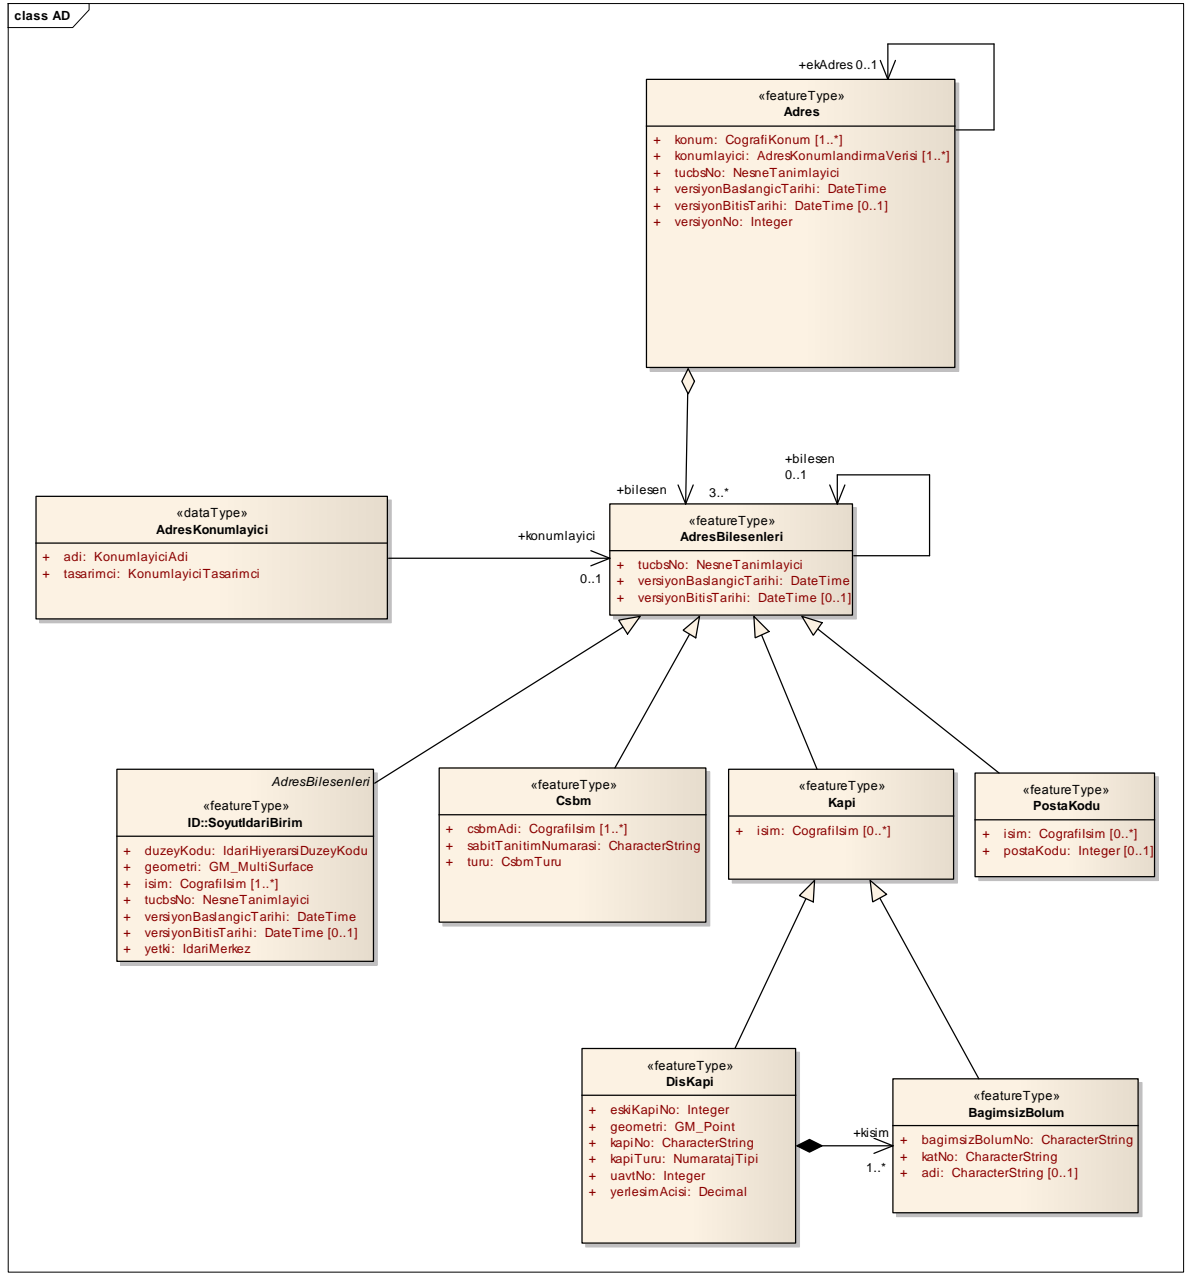 class AD
+ekAdres 0..1
«featureType»
Adres
+ konum: CografiKonum [1..*]
+ konumlayici: AdresKonumlandirmaVerisi [1..*]
+ tucbsNo: NesneTanimlayici
+ versiyonBaslangicTarihi: DateTime
+ versiyonBitisTarihi: DateTime [0..1]
+ versiyonNo: Integer
+bilesen
0..1
+bilesen
3..*
«dataType»
AdresKonumlayici
+ adi: KonumlayiciAdi
+ tasarimci: KonumlayiciTasarimci
+konumlayici
0..1
«featureType»
AdresBilesenleri
+ tucbsNo: NesneTanimlayici
+ versiyonBaslangicTarihi: DateTime
+ versiyonBitisTarihi: DateTime [0..1]
AdresBilesenleri
«featureType»
ID::SoyutIdariBirim
+ duzeyKodu: IdariHiyerarsiDuzeyKodu
+ geometri: GM_MultiSurface
+ isim: CografiIsim [1..*]
+ tucbsNo: NesneTanimlayici
+ versiyonBaslangicTarihi: DateTime
+ versiyonBitisTarihi: DateTime [0..1]
+ yetki: IdariMerkez
«featureType»
Csbm
+ csbmAdi: CografiIsim [1..*]
+ sabitTanitimNumarasi: CharacterString
+ turu: CsbmTuru
«featureType»
Kapi
+ isim: CografiIsim [0..*]
«featureType»
PostaKodu
+ isim: CografiIsim [0..*]
+ postaKodu: Integer [0..1]
«featureType»
DisKapi
+ eskiKapiNo: Integer
+ geometri: GM_Point
+ kapiNo: CharacterString
+ kapiTuru: NumaratajTipi
+ uavtNo: Integer
+ yerlesimAcisi: Decimal
+kisim
1..*
«featureType»
BagimsizBolum
+ bagimsizBolumNo: CharacterString
+ katNo: CharacterString
+ adi: CharacterString [0..1]